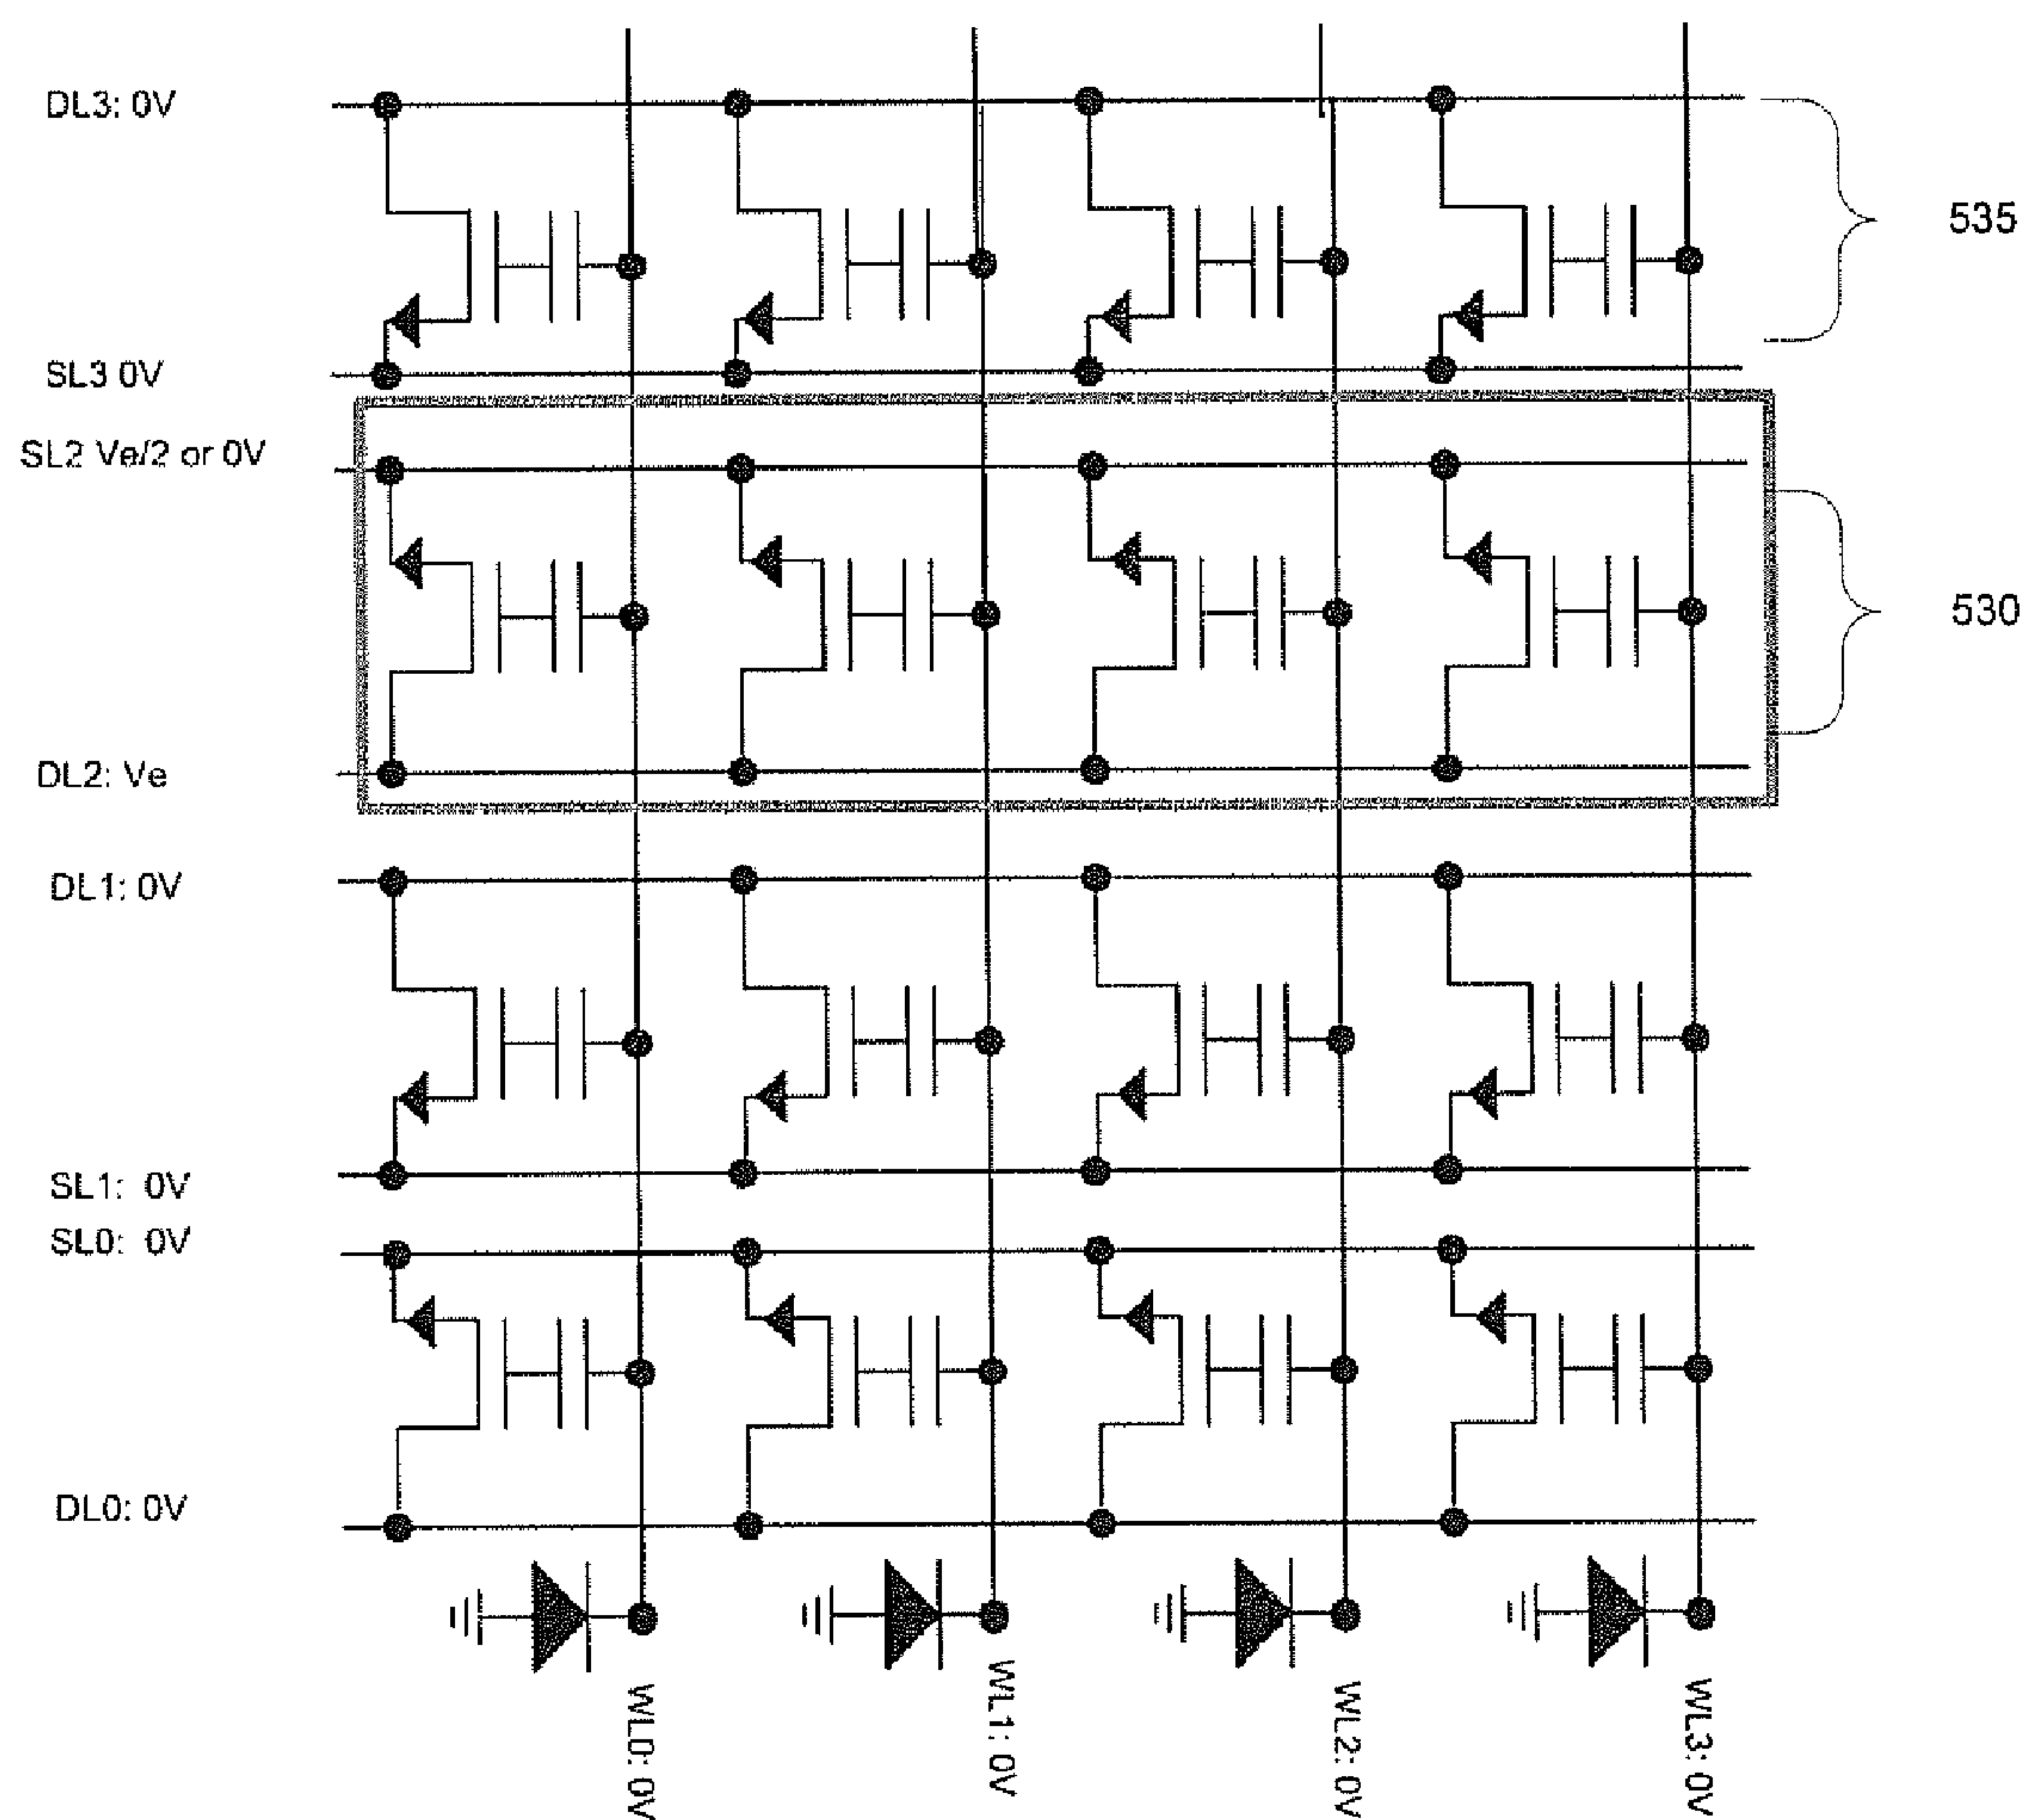 DL3: 0V
535
SL3 0V
SL2 Ve/2 or 0V
530
DL2: Ve
DL1: 0V
SL1: 0V
SL0: 0V
DL0: 0V
WL0: 0V
WL1: 0V
WL2: 0V
WL3: 0V